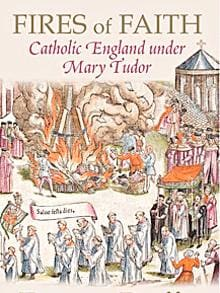 FIRES of FAITH
Catholic England under
Mary Tudor
Salue festa dies,